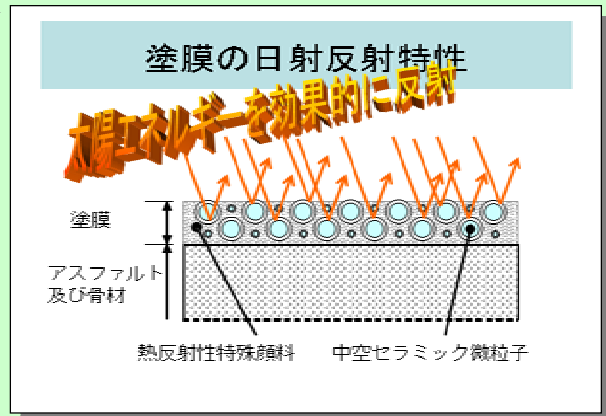 塗膜の日射反射特性
太陽エネルギーを効果的に反射
塗膜
アスファルト
及び骨材
熱反射性特殊顔料
中空セラミック微粒子